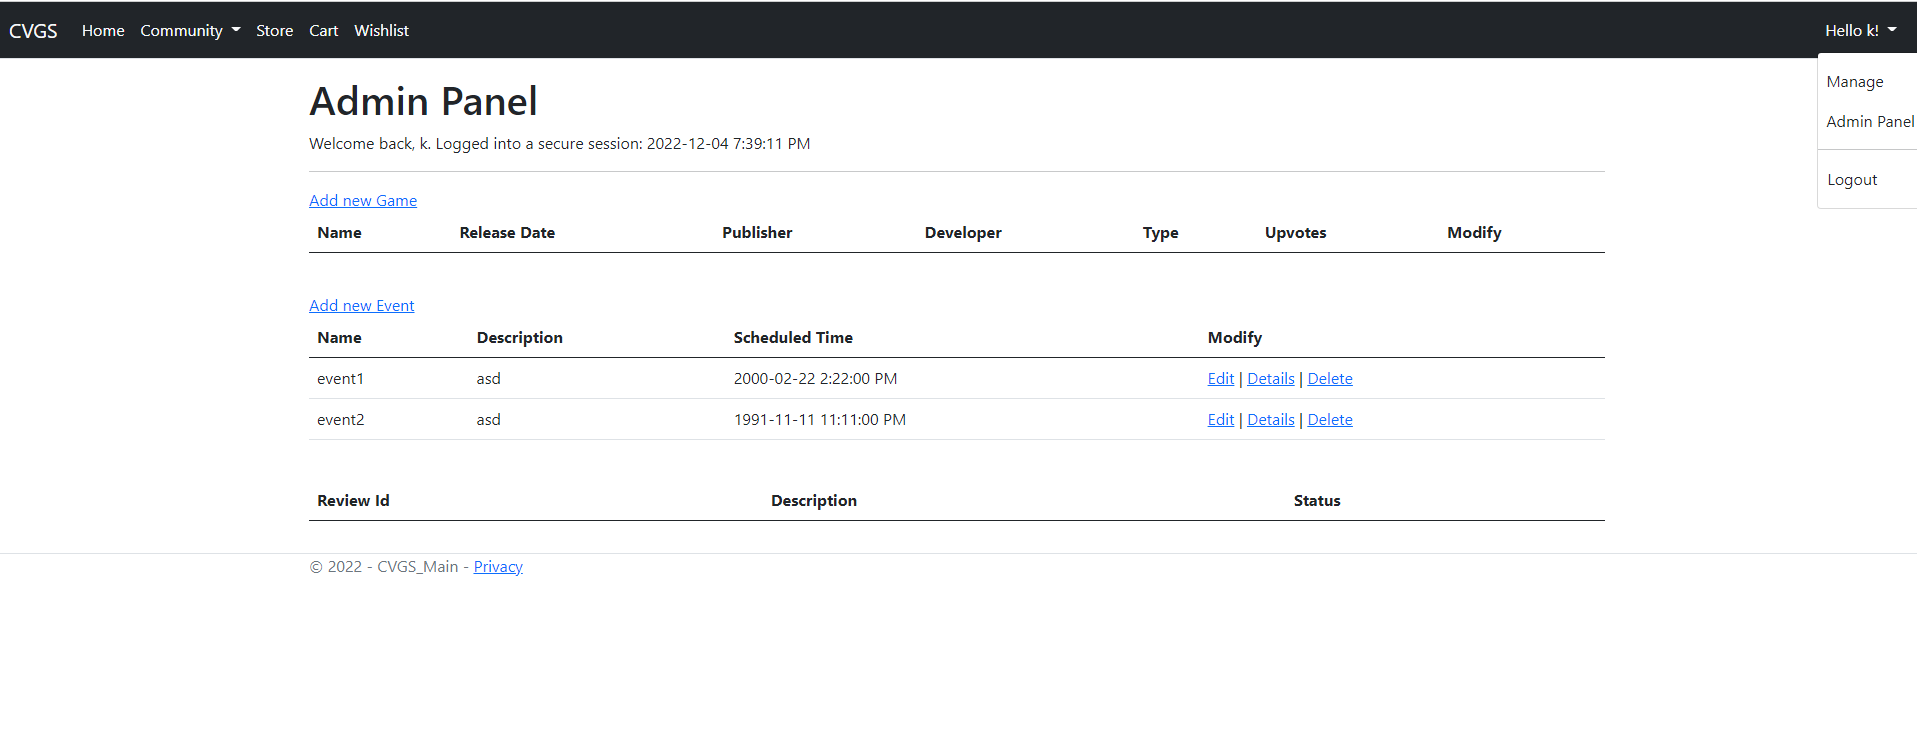 CVGS Home Community Store Cart Wishlist Hello k!
Manage
Admin Panel
Logout
Admin Panel
Welcome back, k. Logged into a secure session: 2022-12-04 7:39:11 PM
Add new Game
Name Release Date Publisher Developer Type Upvotes Modify
Add new Event
Name Description Scheduled Time Modify
event1 asd 2000-02-22 2:22:00 PM Edit | Details | Delete
event2 asd 1991-11-11 11:11:00 PM Edit | Details | Delete
Review Id Description Status
© 2022 - CVGS_Main - Privacy